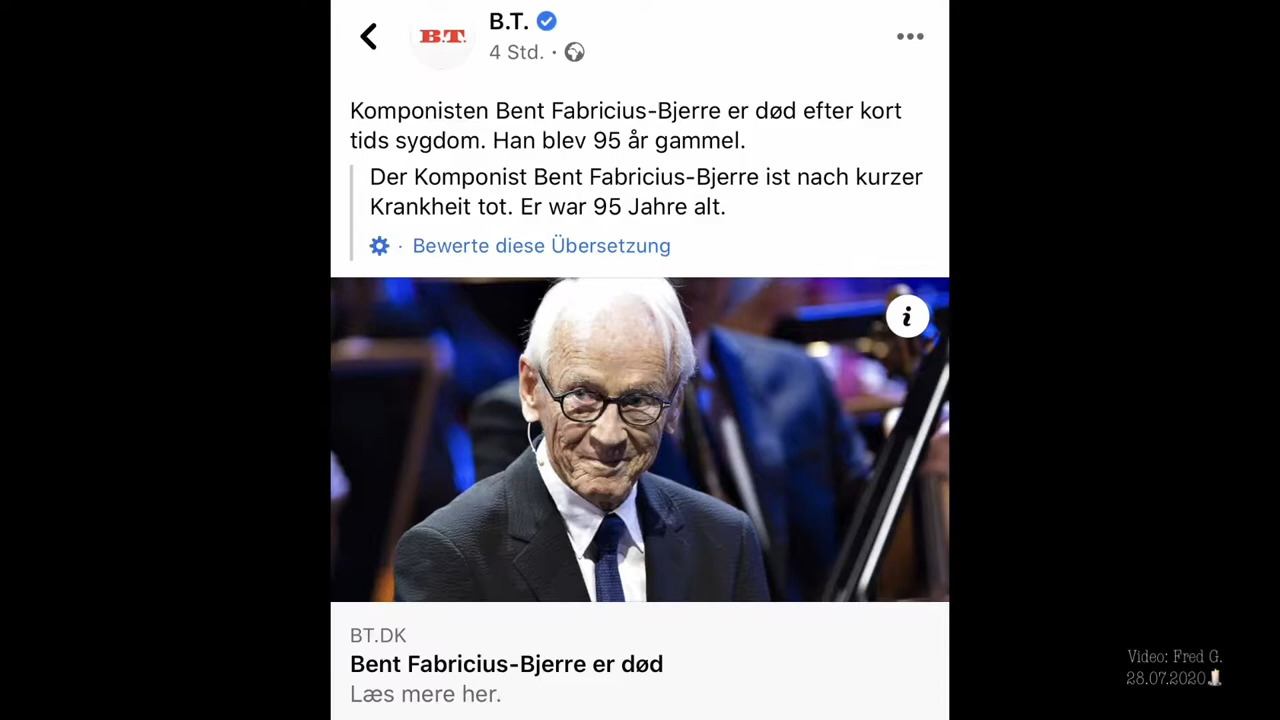 B.T.
B.T.
4 Std. ·
Komponisten Bent Fabricius-Bjerre er død efter kort
tids sygdom. Han blev 95 år gammel.
Der Komponist Bent Fabricius-Bjerre ist nach kurzer
Krankheit tot. Er war 95 Jahre alt.
· Bewerte diese Übersetzung
i
BT.DK
Bent Fabricius-Bjerre er død
Læs mere her.
Video: Fred G.
28.07.2020🕯️